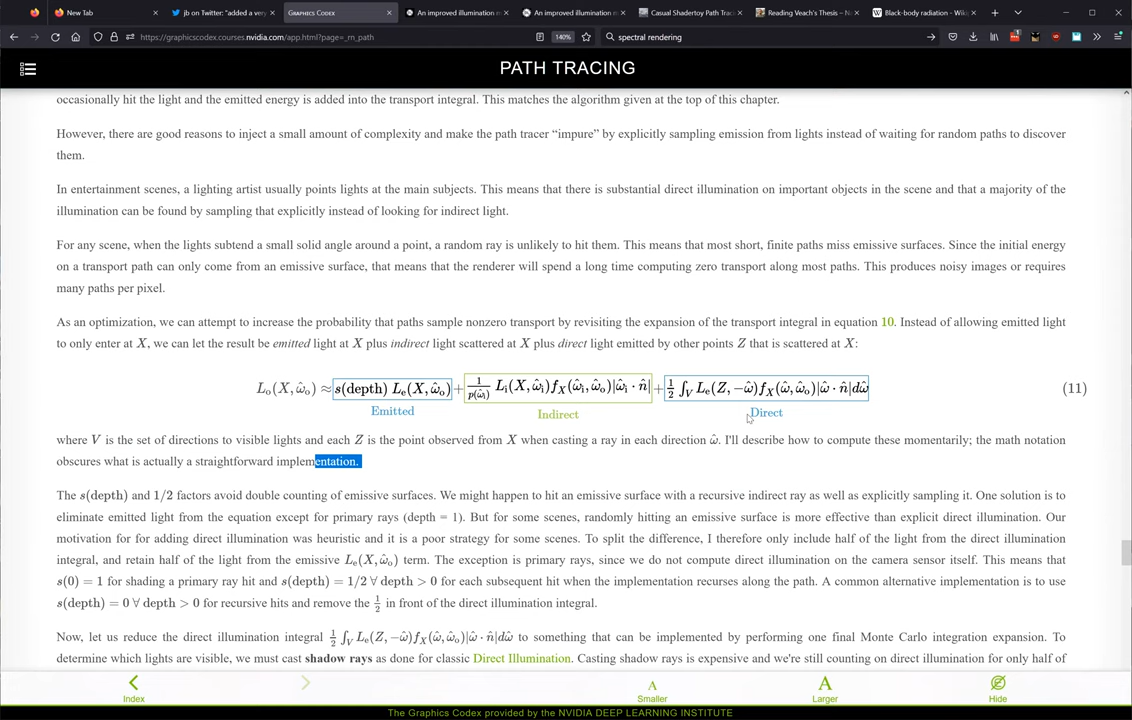 New Tab
jb on Twitter: "added a very
GRAPHICS CODEX
An improved illumination m
An improved illumination m
Casual Shadertoy Path Trac
Reading Veach's Thesis – Na
Black-body radiation - Wiki
https://graphicscodex.courses.nvidia.com/app.html?page=_rn_path
140%
spectral rendering
PATH TRACING
occasionally hit the light and the emitted energy is added into the transport integral. This matches the algorithm given at the top of this chapter.
However, there are good reasons to inject a small amount of complexity and make the path tracer “impure” by explicitly sampling emission from lights instead of waiting for random paths to discover
them.
In entertainment scenes, a lighting artist usually points lights at the main subjects. This means that there is substantial direct illumination on important objects in the scene and that a majority of the
illumination can be found by sampling that explicitly instead of looking for indirect light.
For any scene, when the lights subtend a small solid angle around a point, a random ray is unlikely to hit them. This means that most short, finite paths miss emissive surfaces. Since the initial energy
on a transport path can only come from an emissive surface, that means that the renderer will spend a long time computing zero transport along most paths. This produces noisy images or requires
many paths per pixel.
As an optimization, we can attempt to increase the probability that paths sample nonzero transport by revisiting the expansion of the transport integral in equation 10. Instead of allowing emitted light
to only enter at X, we can let the result be emitted light at X plus indirect light scattered at X plus direct light emitted by other points Z that is scattered at X:
Lo(X, ω̂o) ≈ s(depth) Le(X, ω̂o) + 1/p(ω̂i) Li(X, ω̂i)fX(ω̂i, ω̂o)|ω̂i · n̂| + 1/2 ∫V Le(Z, −ω̂)fX(ω̂, ω̂o)|ω̂ · n̂|dω̂ (11)
Emitted Indirect Direct
where V is the set of directions to visible lights and each Z is the point observed from X when casting a ray in each direction ω̂. I'll describe how to compute these momentarily; the math notation
obscures what is actually a straightforward implementation.
The s(depth) and 1/2 factors avoid double counting of emissive surfaces. We might happen to hit an emissive surface with a recursive indirect ray as well as explicitly sampling it. One solution is to
eliminate emitted light from the equation except for primary rays (depth = 1). But for some scenes, randomly hitting an emissive surface is more effective than explicit direct illumination. Our
motivation for for adding direct illumination was heuristic and it is a poor strategy for some scenes. To split the difference, I therefore only include half of the light from the direct illumination
integral, and retain half of the light from the emissive Le(X, ω̂o) term. The exception is primary rays, since we do not compute direct illumination on the camera sensor itself. This means that
s(0) = 1 for shading a primary ray hit and s(depth) = 1/2 ∀ depth > 0 for each subsequent hit when the implementation recurses along the path. A common alternative implementation is to use
s(depth) = 0 ∀ depth > 0 for recursive hits and remove the 1/2 in front of the direct illumination integral.
Now, let us reduce the direct illumination integral 1/2 ∫V Le(Z, −ω̂)fX(ω̂, ω̂o)|ω̂ · n̂|dω̂ to something that can be implemented by performing one final Monte Carlo integration expansion. To
determine which lights are visible, we must cast shadow rays as done for classic Direct Illumination. Casting shadow rays is expensive and we're still counting on direct illumination for only half of
A A
Index Smaller Larger Hide
The Graphics Codex provided by the NVIDIA DEEP LEARNING INSTITUTE